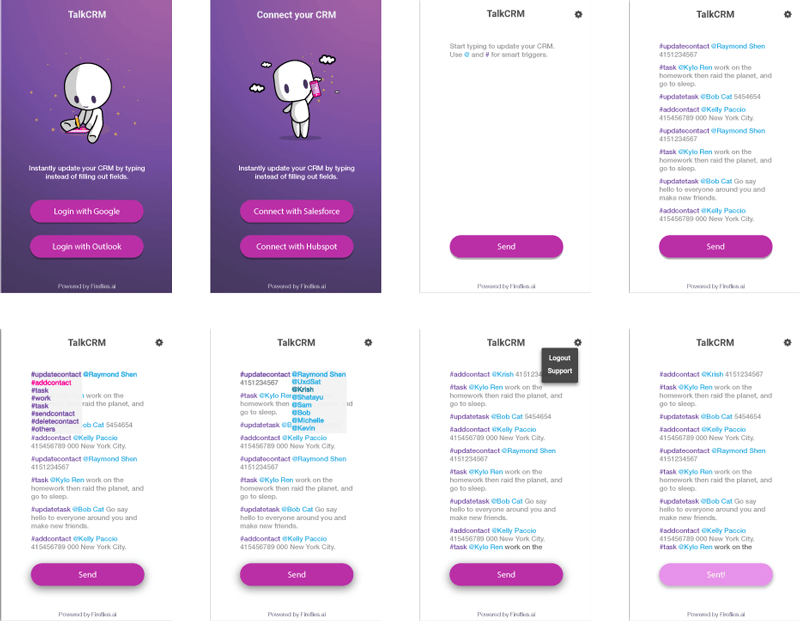 TalkCRM
Instantly update your CRM by typing
instead of filling out fields.
Login with Google
Login with Outlook
Powered by Fireflies.ai
Connect your CRM
Instantly update your CRM by typing
instead of filling out fields.
Connect with Salesforce
Connect with Hubspot
Powered by Fireflies.ai
TalkCRM
Start typing to update your CRM.
Use @ and # for smart triggers.
Send
Powered by Fireflies.ai
TalkCRM
#updatecontact @Raymond Shen
4151234567
#task @Kylo Ren work on the
homework then raid the planet, and
go to sleep.
#updatetask @Bob Cat 5454654
#addcontact @Kelly Paccio
415456789 000 New York City.
#updatecontact @Raymond Shen
4151234567
#task @Kylo Ren work on the
homework then raid the planet, and
go to sleep.
#updatetask @Bob Cat Go say
hello to everyone around you and
make new friends.
#addcontact @Kelly Paccio
415456789 000 New York City.
Send
Powered by Fireflies.ai
TalkCRM
#updatecontact @Raymond Shen
#addcontact
#task work on the
#work raid the planet, and
#task
#sendcontact
#deletecontact ob Cat 5454654
#others
#addcontact @Kelly Paccio
415456789 000 New York City.
#updatecontact @Raymond Shen
4151234567
#task @Kylo Ren work on the
homework then raid the planet, and
go to sleep.
#updatetask @Bob Cat Go say
hello to everyone around you and
make new friends.
#addcontact @Kelly Paccio
415456789 000 New York City.
Send
Powered by Fireflies.ai
TalkCRM
#updatecontact @Raymond Shen
4151234567 @UxdSat
@Krish
#task @Kylo @Shatayu
homework then @Sam
go to sleep. @Bob
#updatetask @Michelle
@Kevin
#addcontact @Kelly Paccio
415456789 000 New York City.
#updatecontact @Raymond Shen
4151234567
#task @Kylo Ren work on the
homework then raid the planet, and
go to sleep.
#updatetask @Bob Cat Go say
hello to everyone around you and
make new friends.
#addcontact @Kelly Paccio
415456789 000 New York City.
Send
Powered by Fireflies.ai
TalkCRM
Logout
Support
#addcontact @Krish 415123
#task @Kylo Ren work on the
homework then raid the planet, and
go to sleep.
#updatetask @Bob Cat 5454654
#addcontact @Kelly Paccio
415456789 000 New York City.
#updatecontact @Raymond Shen
4151234567
#task @Kylo Ren work on the
homework then raid the planet, and
go to sleep.
#updatetask @Bob Cat Go say
hello to everyone around you and
make new friends.
#addcontact @Kelly Paccio
415456789 000 New York City.
#task @Kylo Ren work on the
Send
Powered by Fireflies.ai
TalkCRM
#addcontact @Krish 4151234567
#task @Kylo Ren work on the
homework then raid the planet, and
go to sleep.
#updatetask @Bob Cat 5454654
#addcontact @Kelly Paccio
415456789 000 New York City.
#updatecontact @Raymond Shen
4151234567
#task @Kylo Ren work on the
homework then raid the planet, and
go to sleep.
#updatetask @Bob Cat Go say
hello to everyone around you and
make new friends.
#addcontact @Kelly Paccio
415456789 000 New York City.
#task @Kylo Ren work on the
Sent!
Powered by Fireflies.ai